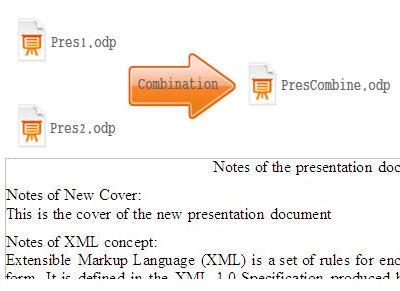 Pres1.odp
Combination
PresCombine.odp
Pres2.odp
Notes of the presentation doc
Notes of New Cover:
This is the cover of the new presentation document
Notes of XML concept:
Extensible Markup Language (XML) is a set of rules for enc
form. It is defined in the XML 1.0 Specification produced b